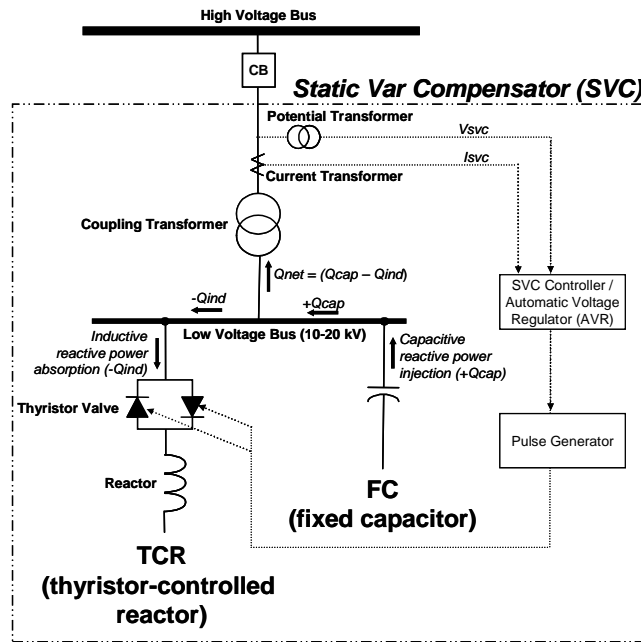 High Voltage Bus
CB
Static Var Compensator (SVC)
Potential Transformer
Vsvc
Isvc
Current Transformer
Coupling Transformer
Qnet = (Qcap – Qind)
-Qind
+Qcap
SVC Controller /
Automatic Voltage
Regulator (AVR)
Low Voltage Bus (10-20 kV)
Inductive
reactive power
absorption (-Qind)
Capacitive
reactive power
injection (+Qcap)
Thyristor Valve
Pulse Generator
Reactor
FC
(fixed capacitor)
TCR
(thyristor-controlled
reactor)